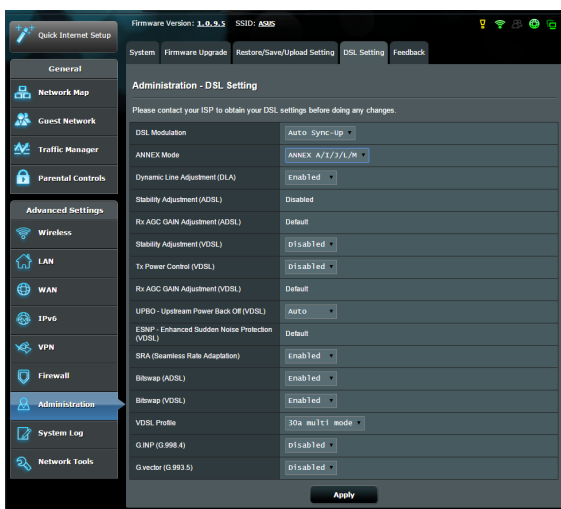 Firmware Version: 1.0.9.5 SSID: ASUS
Quick Internet Setup
System Firmware Upgrade Restore/Save/Upload Setting DSL Setting Feedback
General
Network Map
Guest Network
Traffic Manager
Parental Controls
Advanced Settings
Wireless
LAN
WAN
IPv6
VPN
Firewall
Administration
System Log
Network Tools
Administration - DSL Setting
Please contact your ISP to obtain your DSL settings before doing any changes.
DSL Modulation Auto Sync-Up
ANNEX Mode ANNEX A/I/J/L/M
Dynamic Line Adjustment (DLA) Enabled
Stability Adjustment (ADSL) Disabled
Rx AGC GAIN Adjustment (ADSL) Default
Stability Adjustment (VDSL) Disabled
Tx Power Control (VDSL) Disabled
Rx AGC GAIN Adjustment (VDSL) Default
UPBO - Upstream Power Back Off (VDSL) Auto
ESNP - Enhanced Sudden Noise Protection
(VDSL) Default
SRA (Seamless Rate Adaptation) Enabled
Bitswap (ADSL) Enabled
Bitswap (VDSL) Enabled
VDSL Profile 30a multi mode
G.INP (G.998.4) Disabled
G.vector (G.993.5) Disabled
Apply